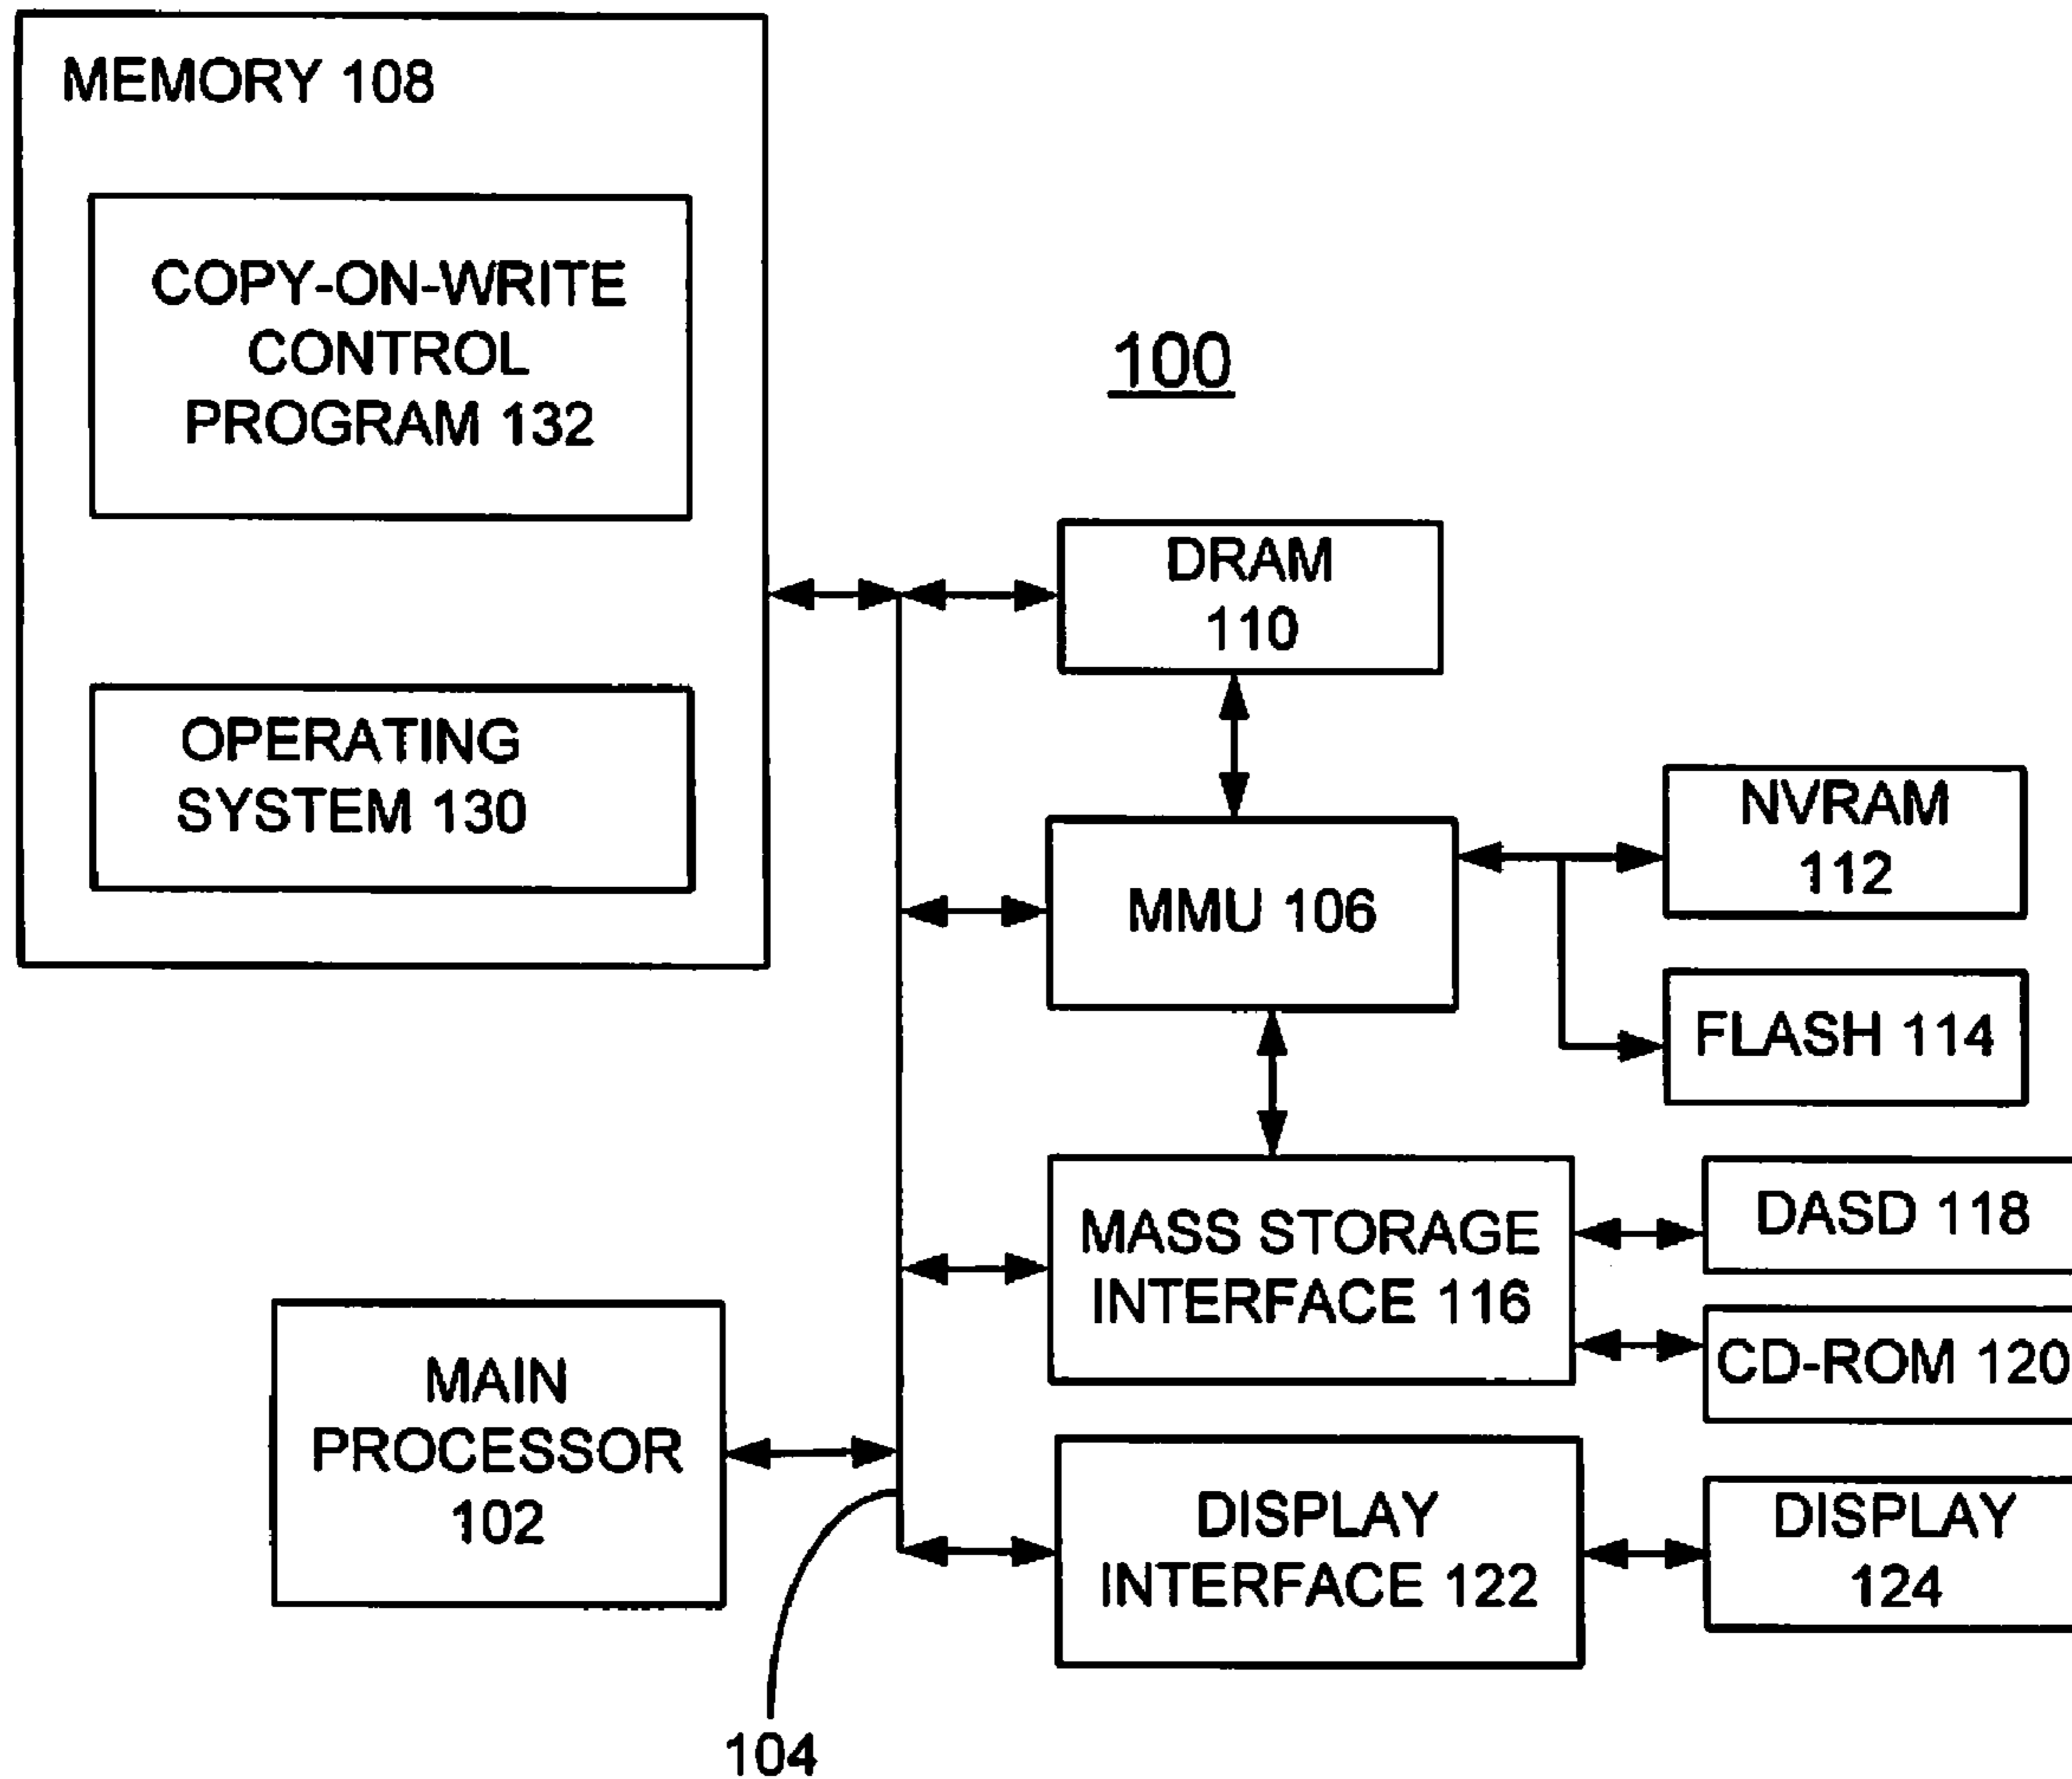 MEMORY 108
COPY-ON-WRITE
CONTROL
PROGRAM 132
OPERATING
SYSTEM 130
100
DRAM
110
MMU 106
NVRAM
112
FLASH 114
MASS STORAGE
INTERFACE 116
DASD 118
CD-ROM 120
MAIN
PROCESSOR
102
DISPLAY
INTERFACE 122
DISPLAY
124
104